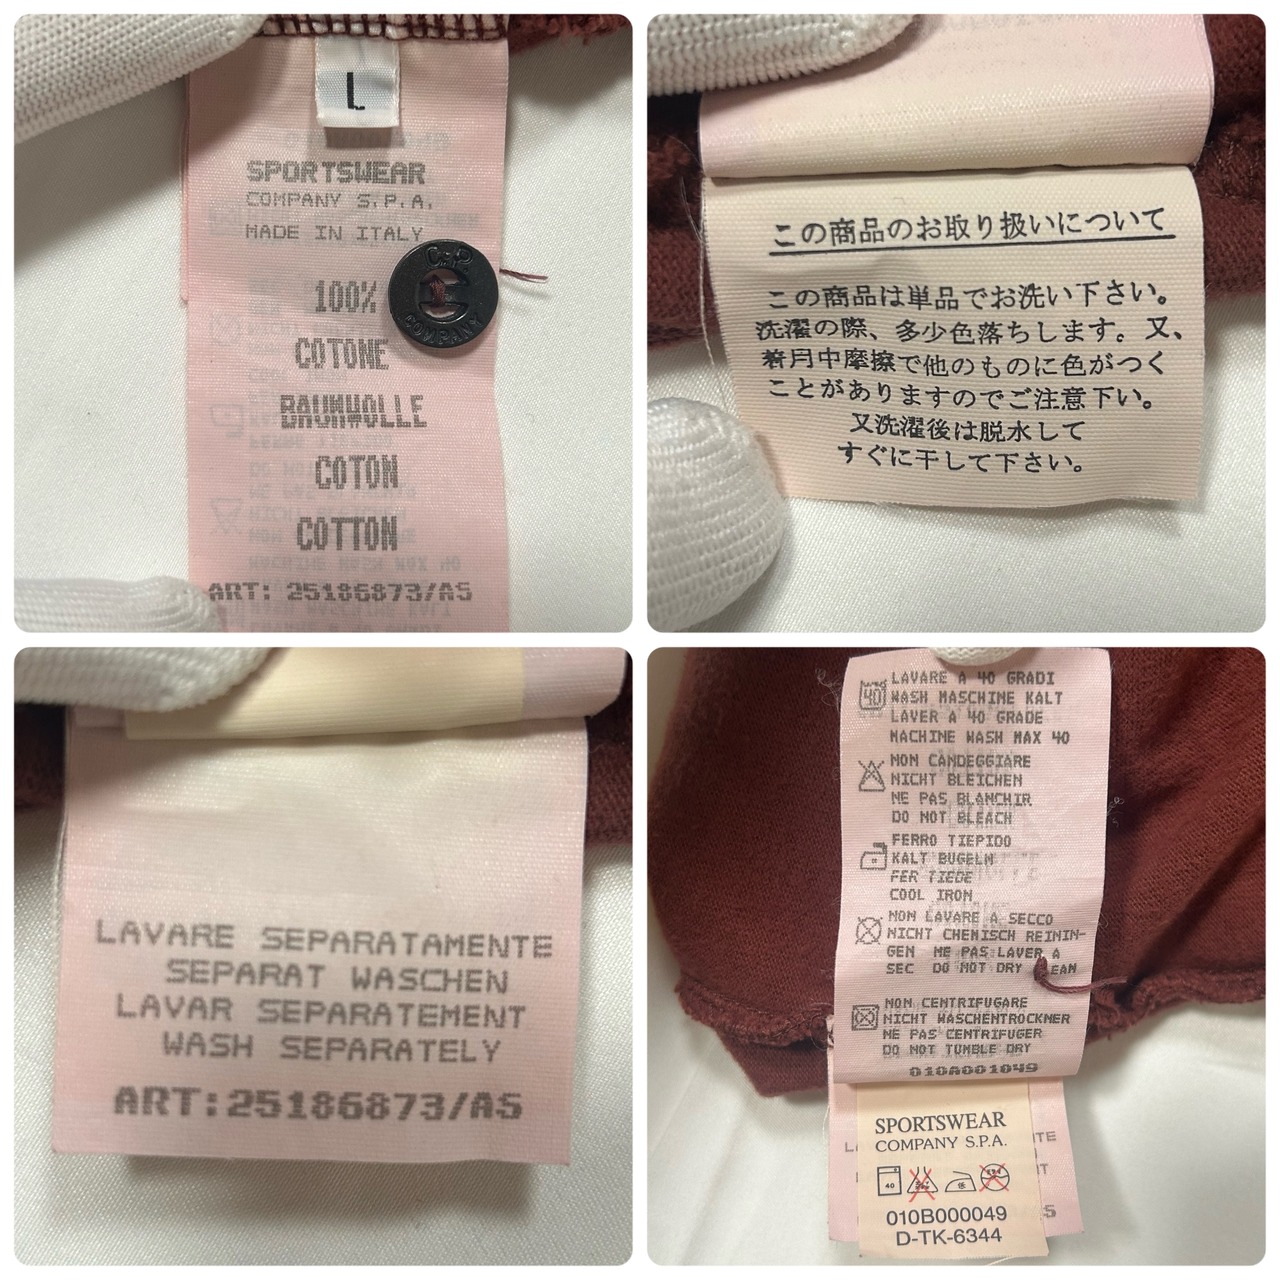 L
SPORTSWEAR
COMPANY S.P.A.
MADE IN ITALY
C.P.
COMPANY
100%
COTONE
BAUMWOLLE
COTON
COTTON
ART: 25186873/AS
この商品のお取り扱いについて
この商品は単品でお洗い下さい。
洗濯の際、多少色落ちします。又、
着用中摩擦で他のものに色がつく
ことがありますのでご注意下い。
又洗濯後は脱水して
すぐに干して下さい。
LAVARE SEPARATAMENTE
SEPARAT WASCHEN
LAVAR SEPARATEMENT
WASH SEPARATELY
ART:25186873/AS
40
LAVARE A 40 GRADI
WASH MASCHINE KALT
LAVER A 40 GRADE
MACHINE WASH MAX 40
NON CANDEGGIARE
NICHT BLEICHEN
NE PAS BLANCHIR
DO NOT BLEACH
FERRO TIEPIDO
KALT BUGELN
FER TIEDE
COOL IRON
NON LAVARE A SECCO
NICHT CHENISCH REININ-
GEN NE PAS LAVER A
SEC DO NOT DRY EAN
NON CENTRIFUGARE
NICHT WASCHENTROCKNER
NE PAS CENTRIFUGER
DO NOT TUMBLE DRY
010A001049
SPORTSWEAR
COMPANY S.P.A.
40 低
010B000049
D-TK-6344